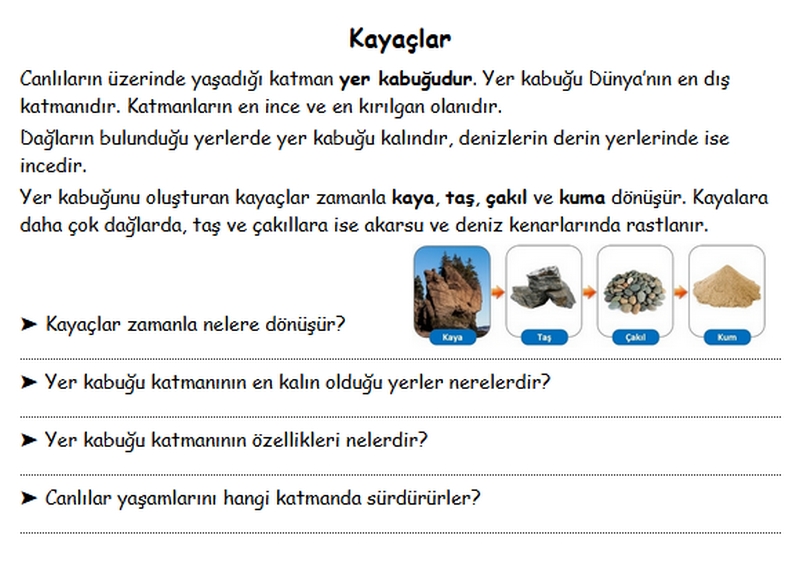 Kayaçlar
Canlıların üzerinde yaşadığı katman yer kabuğudur. Yer kabuğu Dünya’nın en dış
katmanıdır. Katmanların en ince ve en kırılgan olanıdır.
Dağların bulunduğu yerlerde yer kabuğu kalındır, denizlerin derin yerlerinde ise
incedir.
Yer kabuğunu oluşturan kayaçlar zamanla kaya, taş, çakıl ve kuma dönüşür. Kayalara
daha çok dağlarda, taş ve çakıllara ise akarsu ve deniz kenarlarında rastlanır.
Kaya Taş Çakıl Kum
➤ Kayaçlar zamanla nelere dönüşür?
➤ Yer kabuğu katmanının en kalın olduğu yerler nerelerdir?
➤ Yer kabuğu katmanının özellikleri nelerdir?
➤ Canlılar yaşamlarını hangi katmanda sürdürürler?